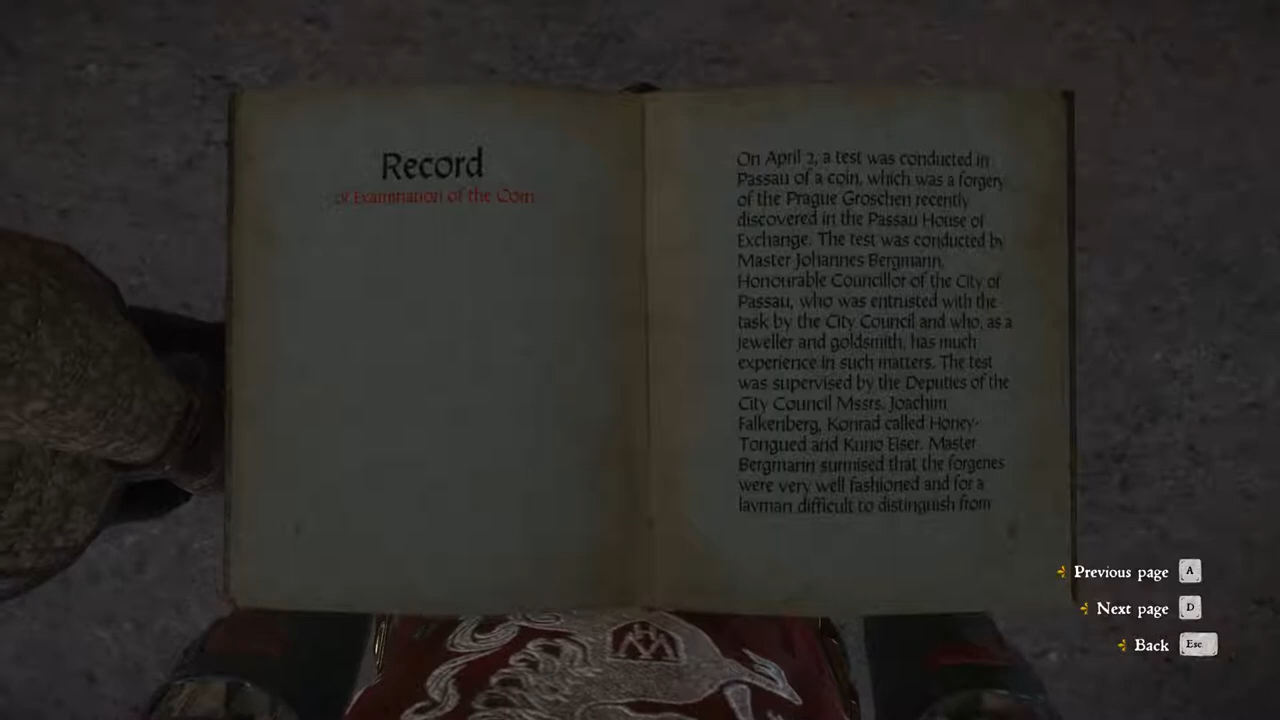 Record
of Examination of the Coin
On April 2, a test was conducted in
Passau of a coin, which was a forgery
of the Prague Groschen recently
discovered in the Passau House of
Exchange. The test was conducted by
Master Johannes Bergmann,
Honourable Councillor of the City of
Passau, who was entrusted with the
task by the City Council and who, as a
jeweller and goldsmith, has much
experience in such matters. The test
was supervised by the Deputies of the
City Council Mssrs. Joachim
Falkenberg, Konrad called Honey-
Tongued and Kuno Eiser. Master
Bergmann surmised that the forgeries
were very well fashioned and for a
layman difficult to distinguish from
Previous page A
Next page D
Back Esc